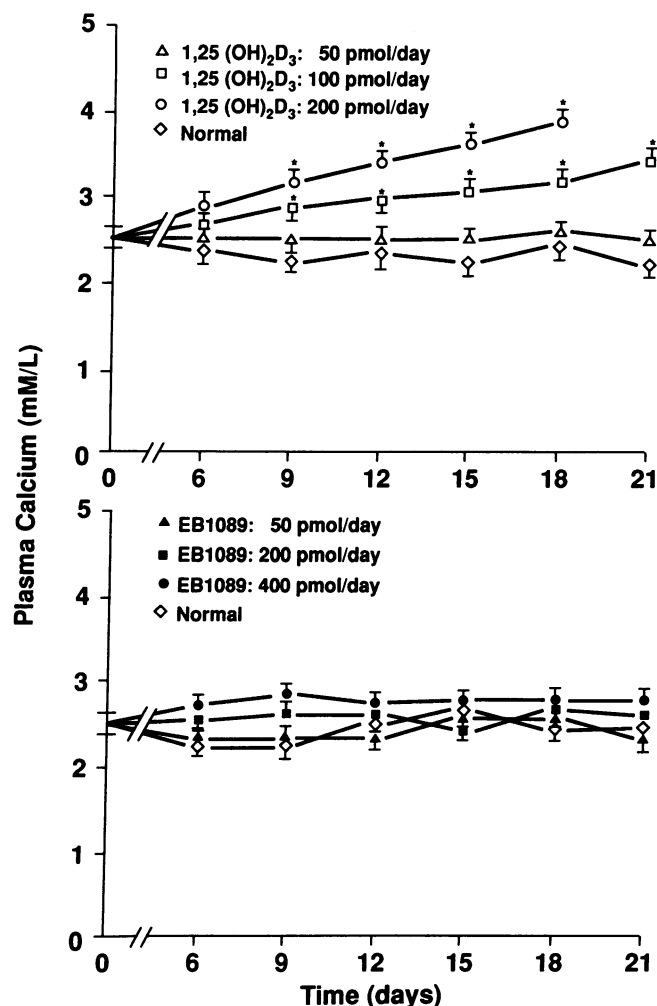 Plasma Calcium (mM/L)
5
4
3
2
1
0
△ 1,25 (OH)₂D₃: 50 pmol/day
□ 1,25 (OH)₂D₃: 100 pmol/day
○ 1,25 (OH)₂D₃: 200 pmol/day
◇ Normal
* * * *
* * * * *
0 6 9 12 15 18 21
5
4
3
2
1
0
▲ EB1089: 50 pmol/day
■ EB1089: 200 pmol/day
● EB1089: 400 pmol/day
◇ Normal
0 6 9 12 15 18 21
Time (days)